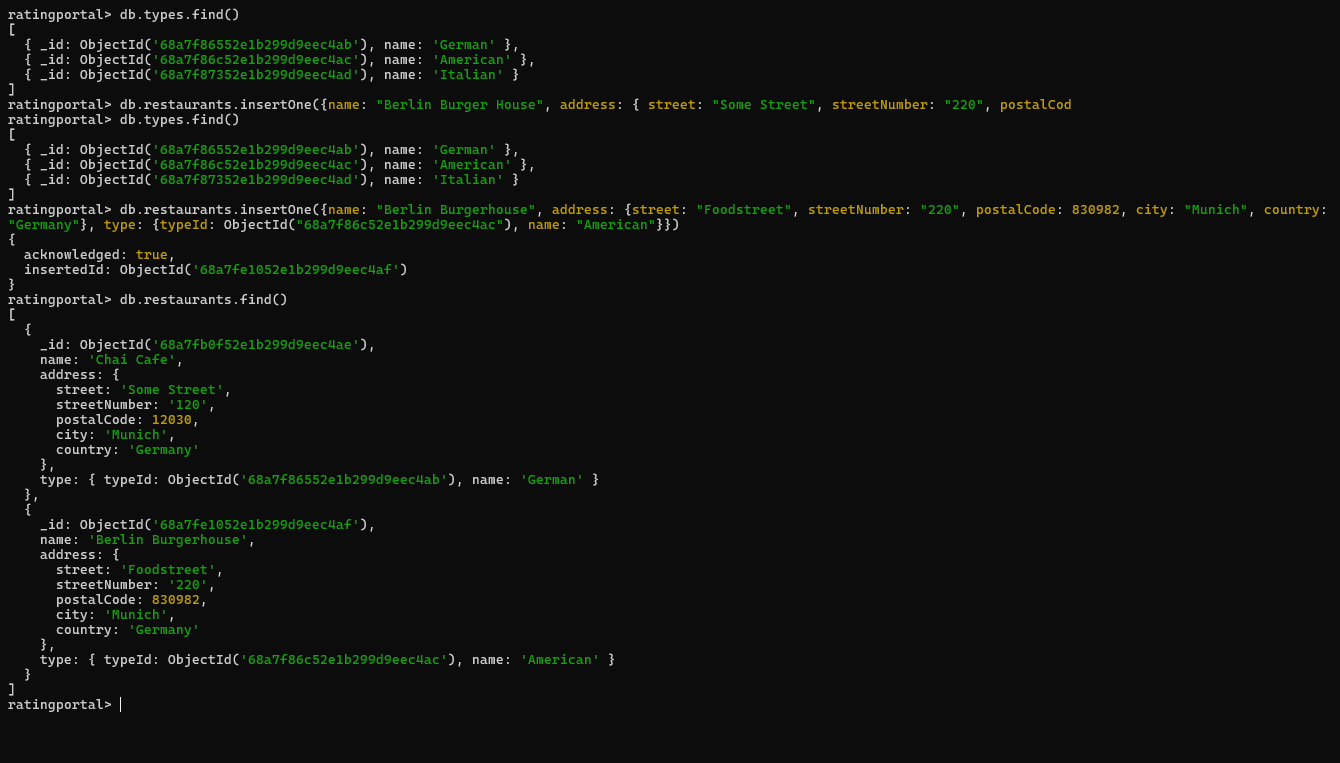 ratingportal> db.types.find()
[
  { _id: ObjectId('68a7f86552e1b299d9eec4ab'), name: 'German' },
  { _id: ObjectId('68a7f86c52e1b299d9eec4ac'), name: 'American' },
  { _id: ObjectId('68a7f87352e1b299d9eec4ad'), name: 'Italian' }
]
ratingportal> db.restaurants.insertOne({name: "Berlin Burger House", address: { street: "Some Street", streetNumber: "220", postalCod
ratingportal> db.types.find()
[
  { _id: ObjectId('68a7f86552e1b299d9eec4ab'), name: 'German' },
  { _id: ObjectId('68a7f86c52e1b299d9eec4ac'), name: 'American' },
  { _id: ObjectId('68a7f87352e1b299d9eec4ad'), name: 'Italian' }
]
ratingportal> db.restaurants.insertOne({name: "Berlin Burgerhouse", address: {street: "Foodstreet", streetNumber: "220", postalCode: 830982, city: "Munich", country:
"Germany"}, type: {typeId: ObjectId("68a7f86c52e1b299d9eec4ac"), name: "American"}})
{
  acknowledged: true,
  insertedId: ObjectId('68a7fe1052e1b299d9eec4af')
}
ratingportal> db.restaurants.find()
[
  {
    _id: ObjectId('68a7fb0f52e1b299d9eec4ae'),
    name: 'Chai Cafe',
    address: {
      street: 'Some Street',
      streetNumber: '120',
      postalCode: 12030,
      city: 'Munich',
      country: 'Germany'
    },
    type: { typeId: ObjectId('68a7f86552e1b299d9eec4ab'), name: 'German' }
  },
  {
    _id: ObjectId('68a7fe1052e1b299d9eec4af'),
    name: 'Berlin Burgerhouse',
    address: {
      street: 'Foodstreet',
      streetNumber: '220',
      postalCode: 830982,
      city: 'Munich',
      country: 'Germany'
    },
    type: { typeId: ObjectId('68a7f86c52e1b299d9eec4ac'), name: 'American' }
  }
]
ratingportal>